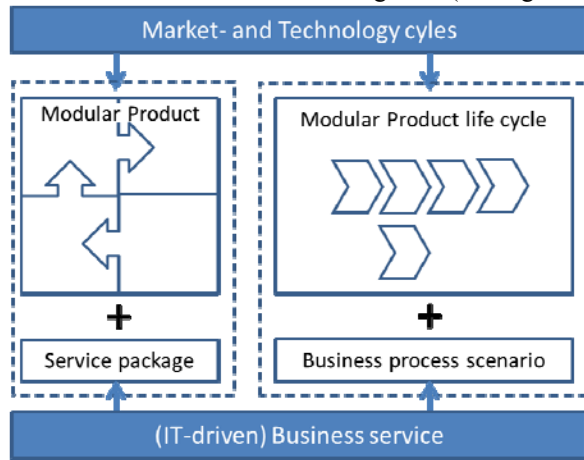 Market- and Technology cyles
Modular Product
Modular Product life cycle
+
+
Service package
Business process scenario
(IT-driven) Business service